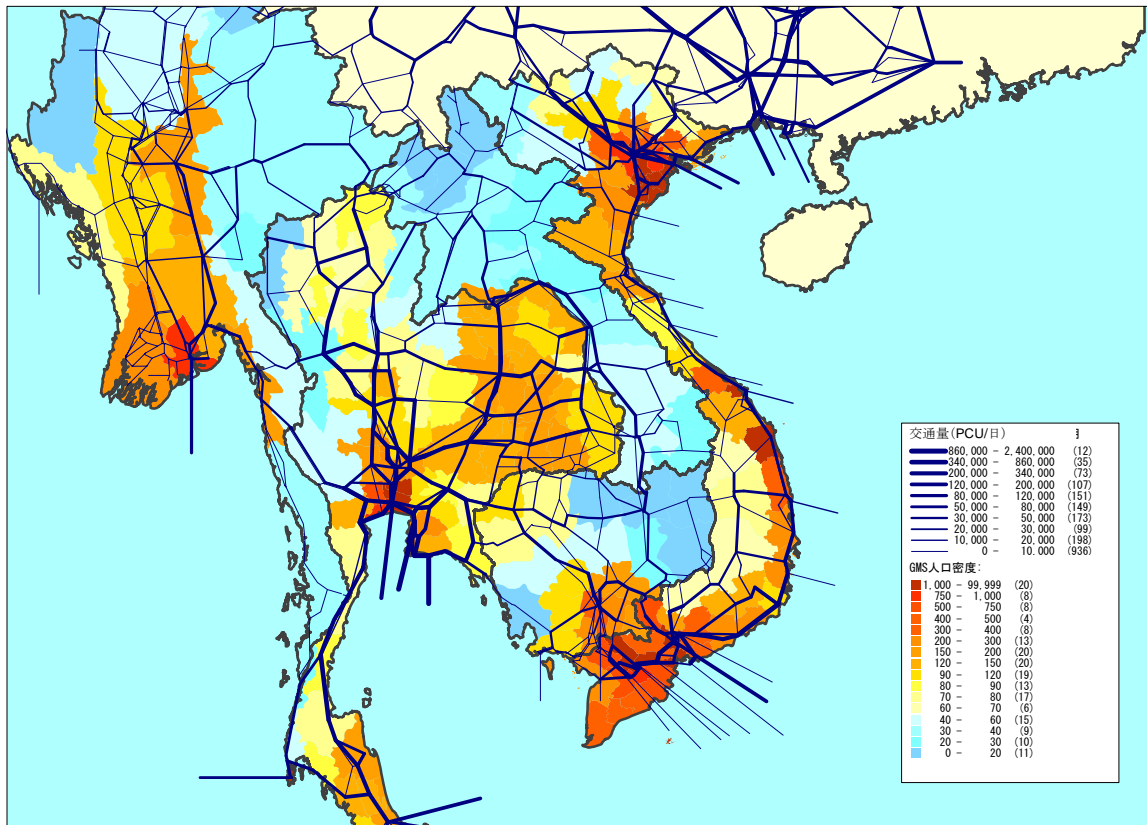 交通量(PCU/日)
860,000 - 2,400,000 (12)
340,000 - 860,000 (35)
200,000 - 340,000 (73)
120,000 - 200,000 (107)
80,000 - 120,000 (151)
50,000 - 80,000 (149)
30,000 - 50,000 (173)
20,000 - 30,000 (99)
10,000 - 20,000 (198)
0 - 10,000 (936)
GMS人口密度:
1,000 - 99,999 (20)
750 - 1,000 (8)
500 - 750 (8)
400 - 500 (4)
300 - 400 (8)
200 - 300 (13)
150 - 200 (20)
120 - 150 (20)
90 - 120 (19)
80 - 90 (13)
70 - 80 (17)
60 - 70 (6)
40 - 60 (15)
30 - 40 (9)
20 - 30 (10)
0 - 20 (11)